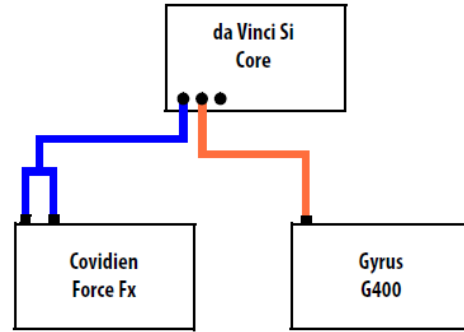 da Vinci Si
Core
Covidien
Force Fx
Gyrus
G400